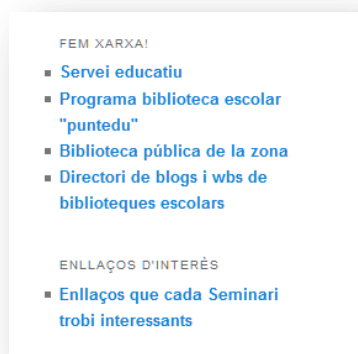 FEM XARXA!
Servei educatiu
Programa biblioteca escolar
"puntedu"
Biblioteca pública de la zona
Directori de blogs i wbs de
biblioteques escolars
ENLLAÇOS D'INTERÈS
Enllaços que cada Seminari
trobi interessants